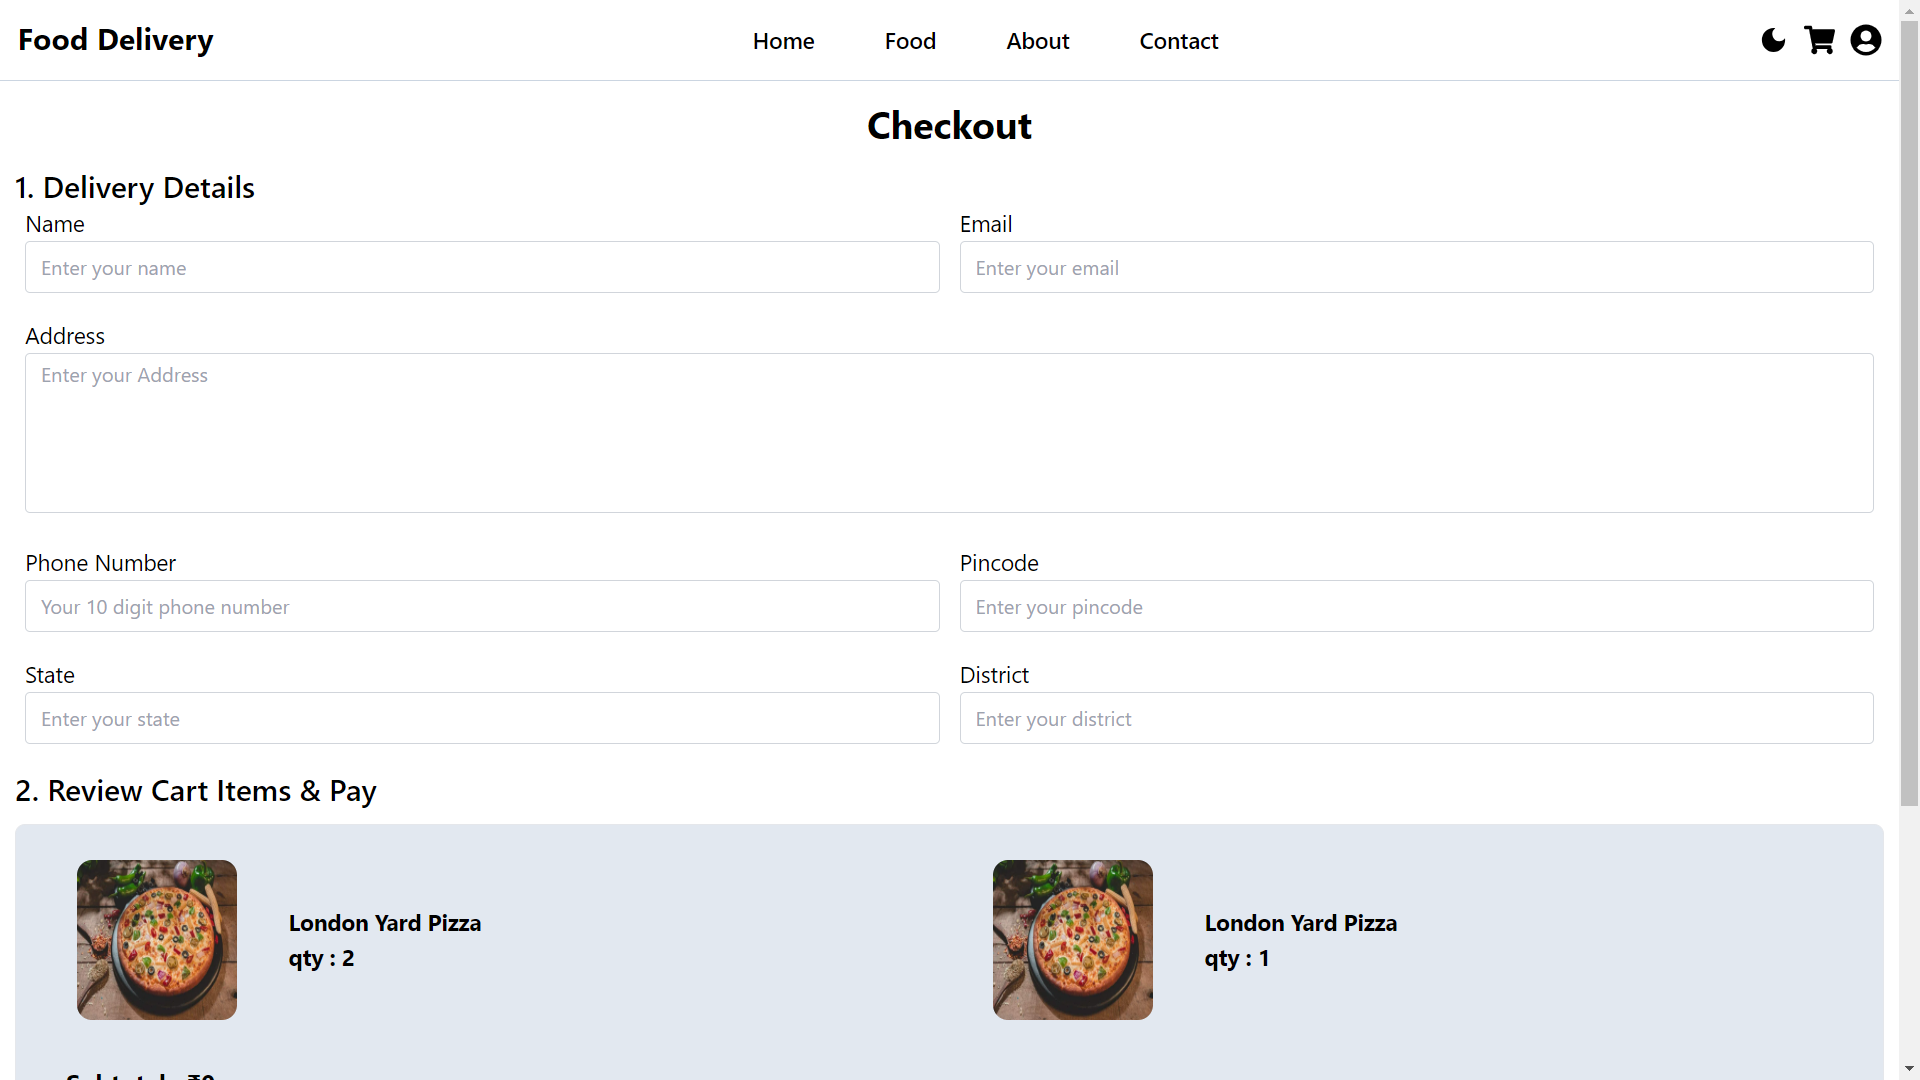 Food Delivery
Home
Food
About
Contact
Checkout
1. Delivery Details
Name
Email
Enter your name
Enter your email
Address
Enter your Address
Phone Number
Pincode
Your 10 digit phone number
Enter your pincode
State
District
Enter your state
Enter your district
2. Review Cart Items & Pay
London Yard Pizza
qty : 2
London Yard Pizza
qty : 1